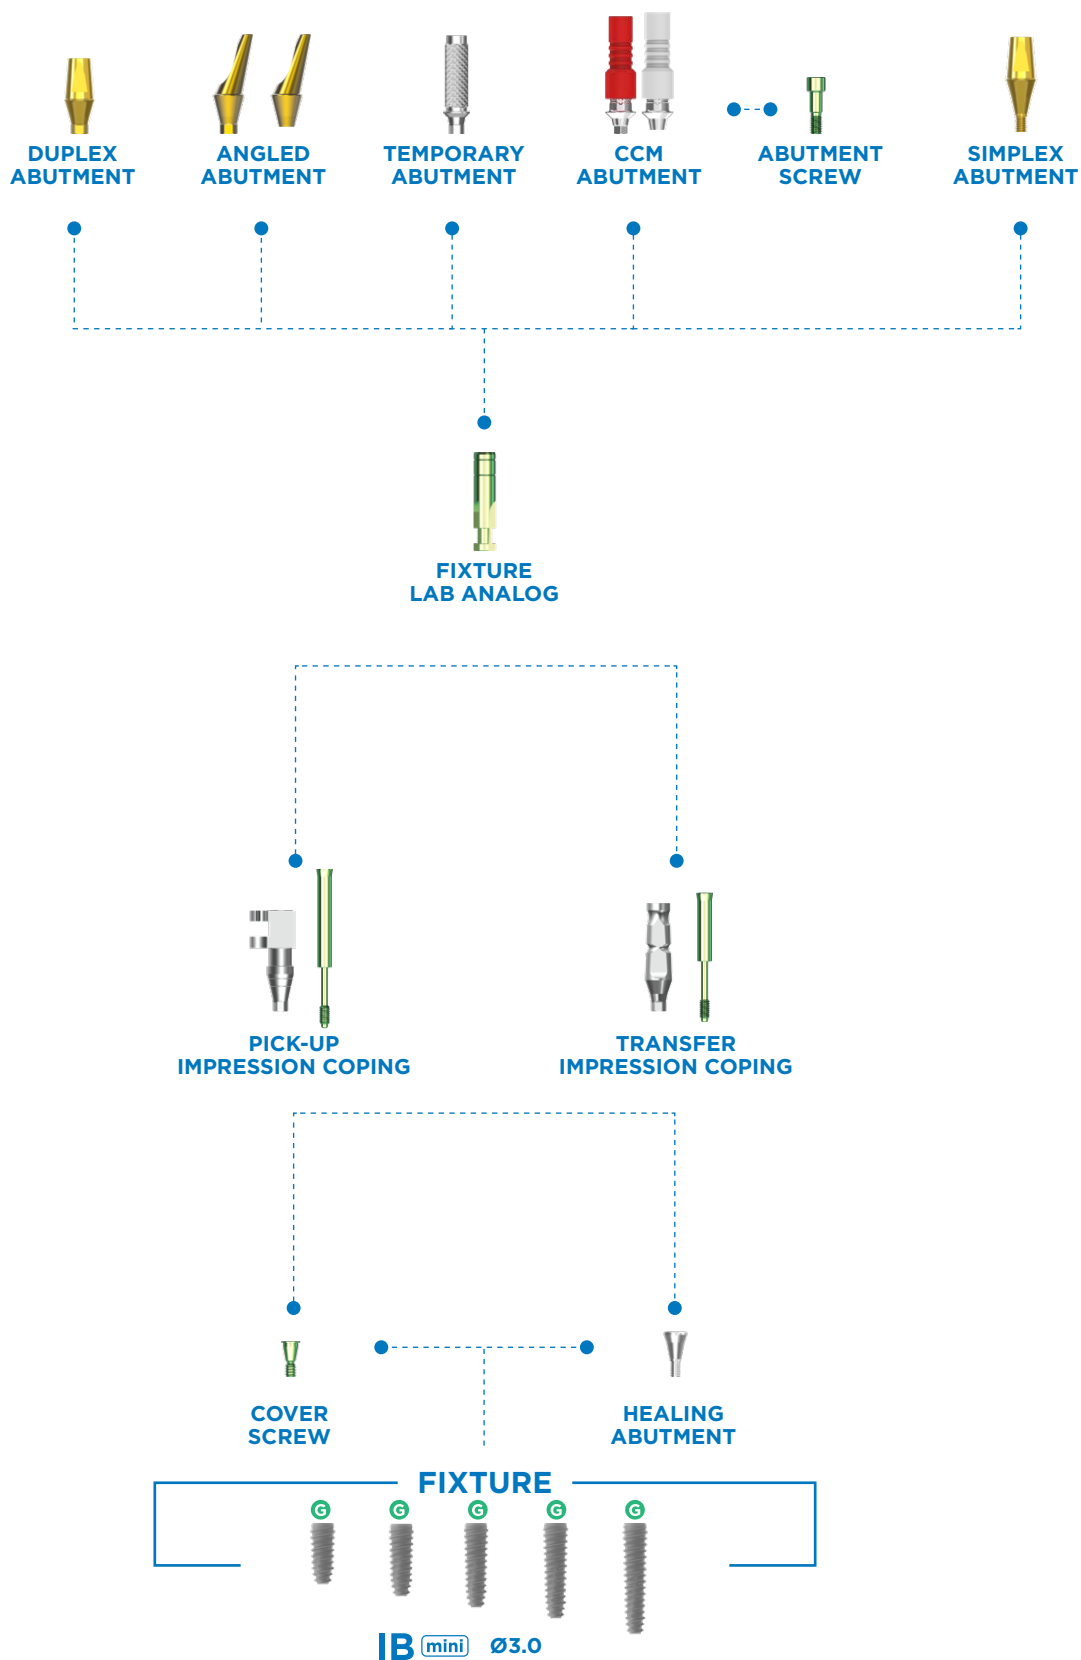 DUPLEX
ABUTMENT
ANGLED
ABUTMENT
TEMPORARY
ABUTMENT
CCM
ABUTMENT
ABUTMENT
SCREW
SIMPLEX
ABUTMENT
FIXTURE
LAB ANALOG
PICK-UP
IMPRESSION COPING
TRANSFER
IMPRESSION COPING
COVER
SCREW
HEALING
ABUTMENT
FIXTURE
G G G G G
IB mini Ø3.0